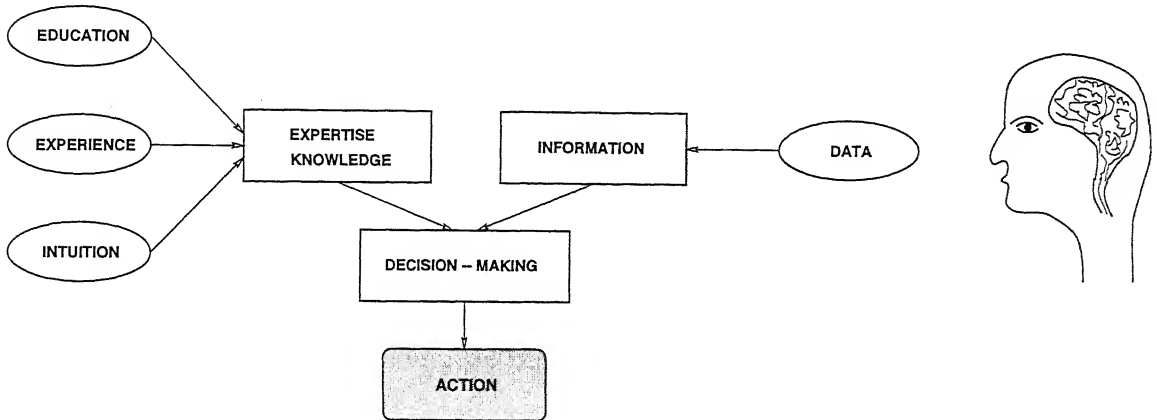 EDUCATION
EXPERIENCE
INTUITION
EXPERTISE
KNOWLEDGE
INFORMATION
DATA
DECISION – MAKING
ACTION